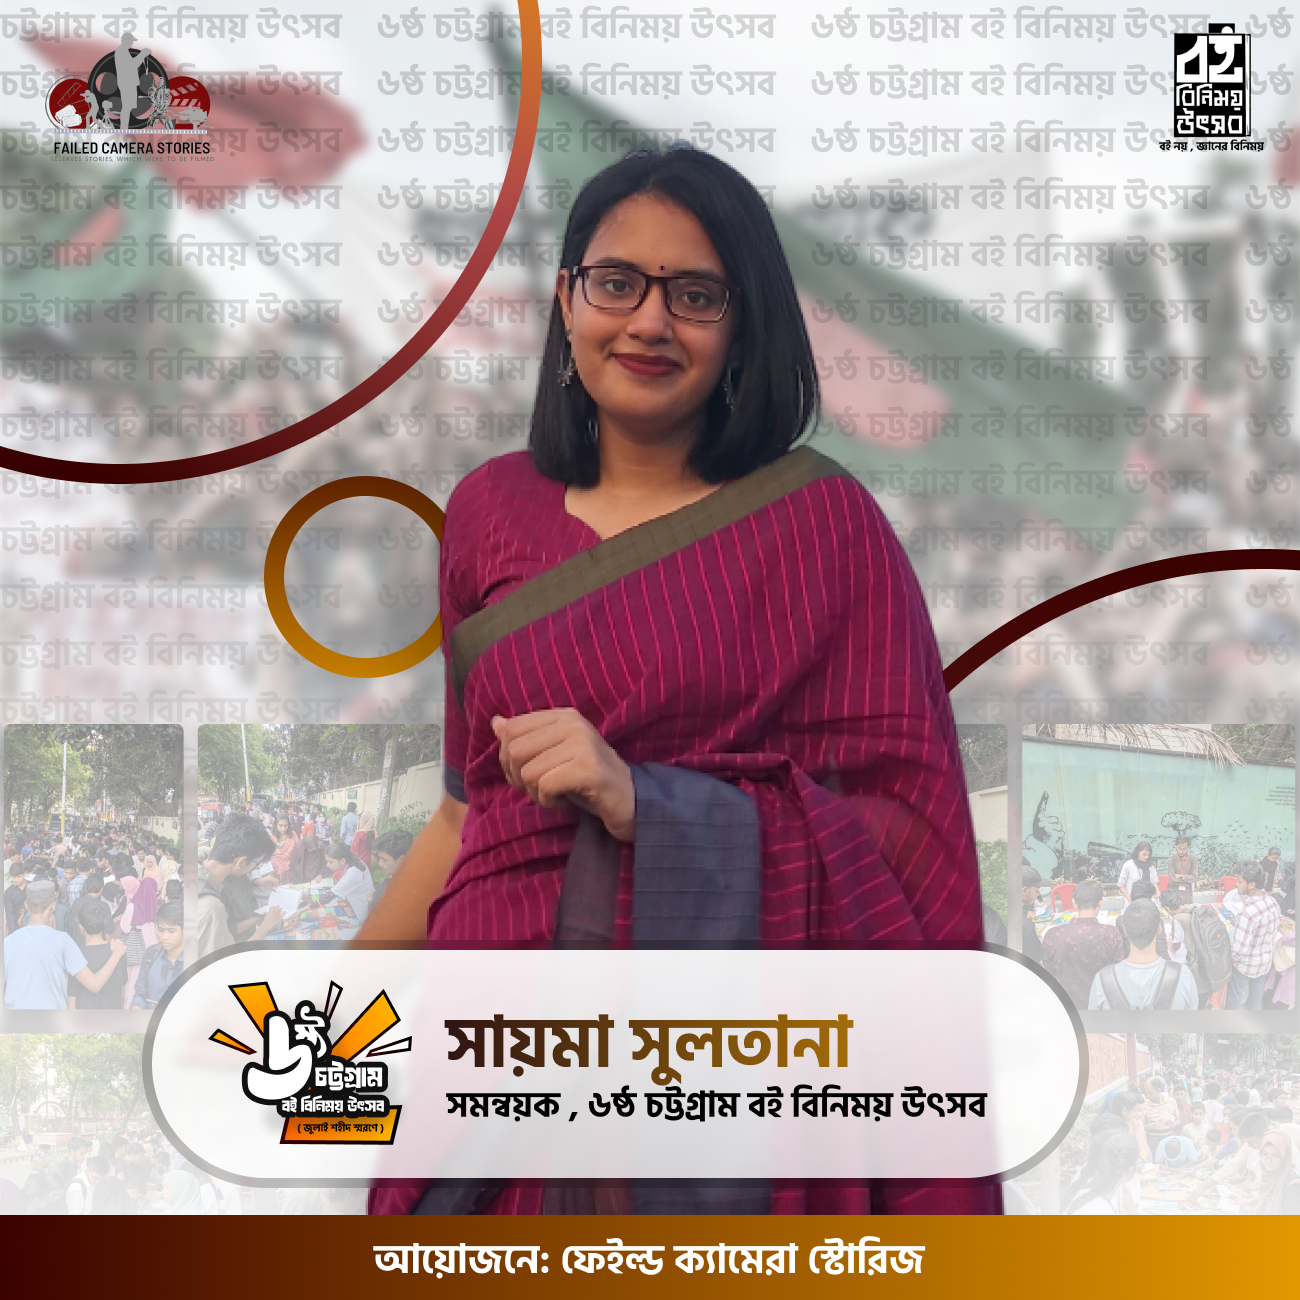 FAILED CAMERA STORIES
RESERVES STORIES, WHICH WERE TO BE FILMED
বই
বিনিময়
উৎসব
বই নয় , জ্ঞানের বিনিময়
৬ষ্ঠ চট্টগ্রাম বই বিনিময় উৎসব
৬ষ্ঠ
চট্টগ্রাম
বই বিনিময় উৎসব
( জুলাই শহীদ স্মরণে )
সায়মা সুলতানা
সমন্বয়ক , ৬ষ্ঠ চট্টগ্রাম বই বিনিময় উৎসব
আয়োজনে: ফেইল্ড ক্যামেরা স্টোরিজ